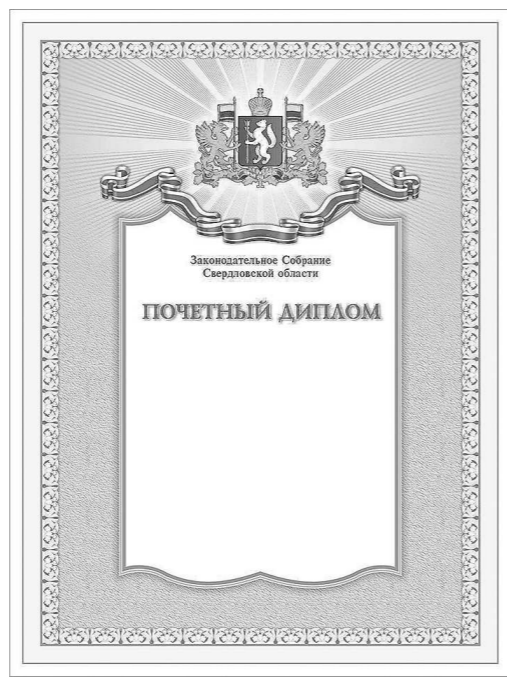 Законодательное Собрание
Свердловской области
ПОЧЕТНЫЙ ДИПЛОМ